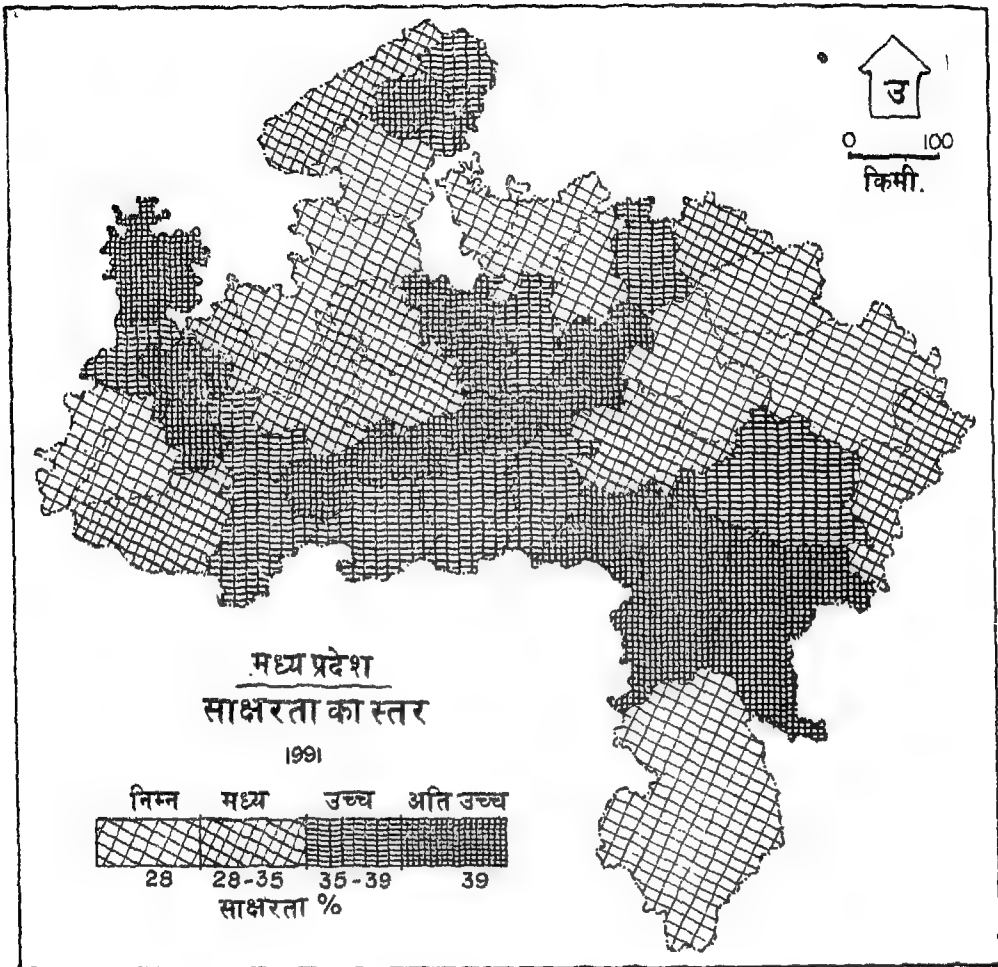 उ
0 100
किमी.
मध्य प्रदेश
साक्षरता का स्तर
1991
निम्न मध्य उच्च अति उच्च
28 28-35 35-39 39
साक्षरता %